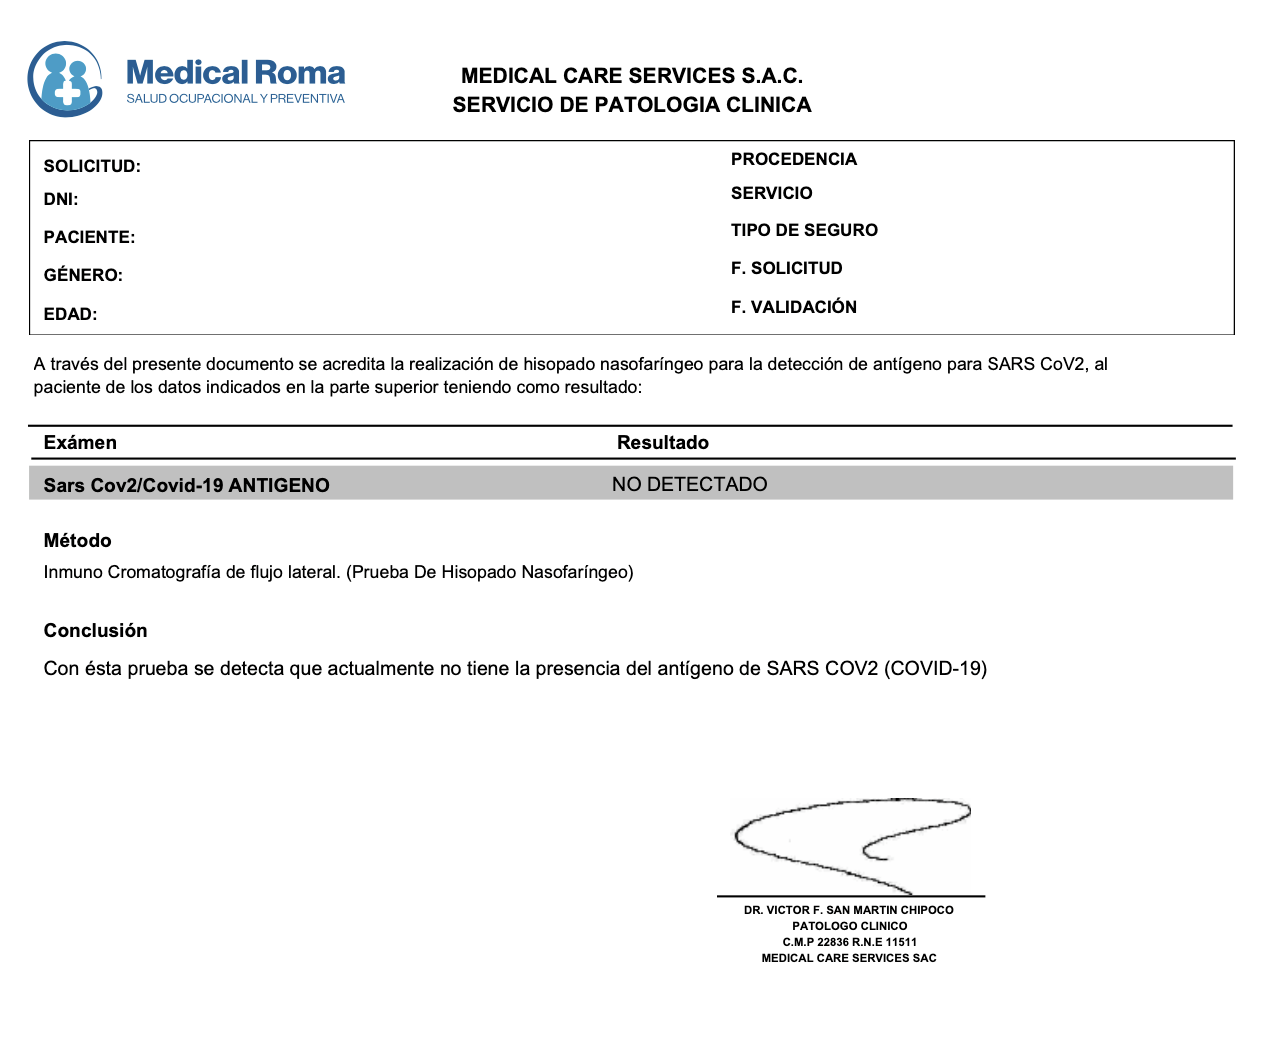 Medical Roma
SALUD OCUPACIONAL Y PREVENTIVA
MEDICAL CARE SERVICES S.A.C.
SERVICIO DE PATOLOGIA CLINICA
SOLICITUD:
DNI:
PACIENTE:
GÉNERO:
EDAD:
PROCEDENCIA
SERVICIO
TIPO DE SEGURO
F. SOLICITUD
F. VALIDACIÓN
A través del presente documento se acredita la realización de hisopado nasofaríngeo para la detección de antígeno para SARS CoV2, al
paciente de los datos indicados en la parte superior teniendo como resultado:
Exámen Resultado
Sars Cov2/Covid-19 ANTIGENO NO DETECTADO
Método
Inmuno Cromatografía de flujo lateral. (Prueba De Hisopado Nasofaríngeo)
Conclusión
Con ésta prueba se detecta que actualmente no tiene la presencia del antígeno de SARS COV2 (COVID-19)
DR. VICTOR F. SAN MARTIN CHIPOCO
PATOLOGO CLINICO
C.M.P 22836 R.N.E 11511
MEDICAL CARE SERVICES SAC